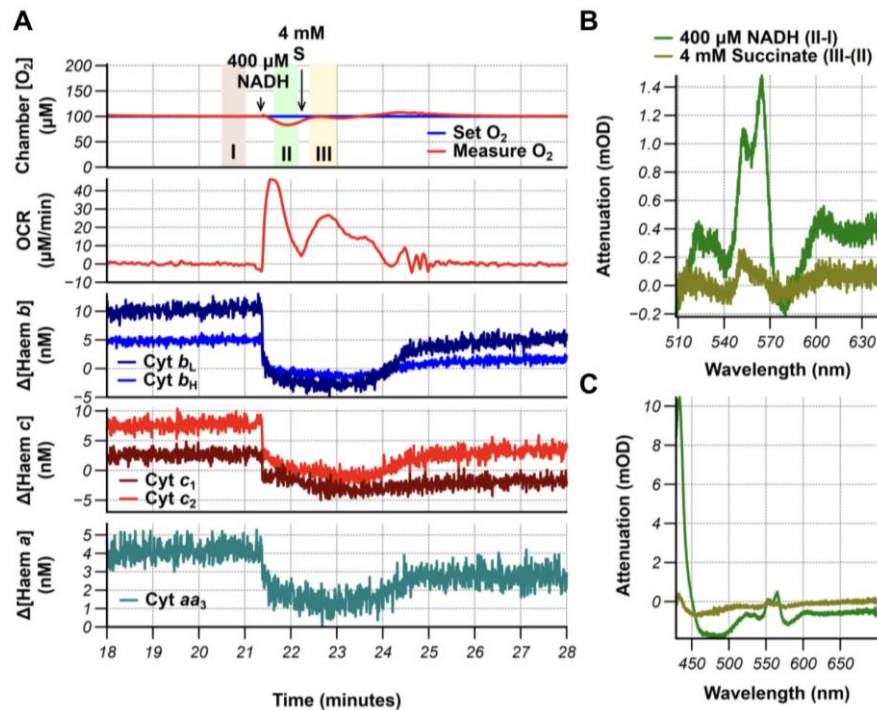 A
4 mM
400 µM S
NADH
200
150
100
50
0
Chamber [O₂]
(µM)
I II III
Set O₂
Measure O₂
40
30
20
10
0
−10
OCR
(µM/min)
10
5
0
−5
Δ[Haem b]
(nM)
Cyt bL
Cyt bH
10
5
0
−5
Δ[Haem c]
(nM)
Cyt c₁
Cyt c₂
5
4
3
2
1
0
Δ[Haem a]
(nM)
Cyt aa₃
18 19 20 21 22 23 24 25 26 27 28
Time (minutes)
B
400 µM NADH (II-I)
4 mM Succinate (III-(II)
1.4
1.2
1.0
0.8
0.6
0.4
0.2
0.0
−0.2
Attenuation (mOD)
510 540 570 600 630
Wavelength (nm)
C
10
8
6
4
2
0
Attenuation (mOD)
450 500 550 600 650
Wavelength (nm)